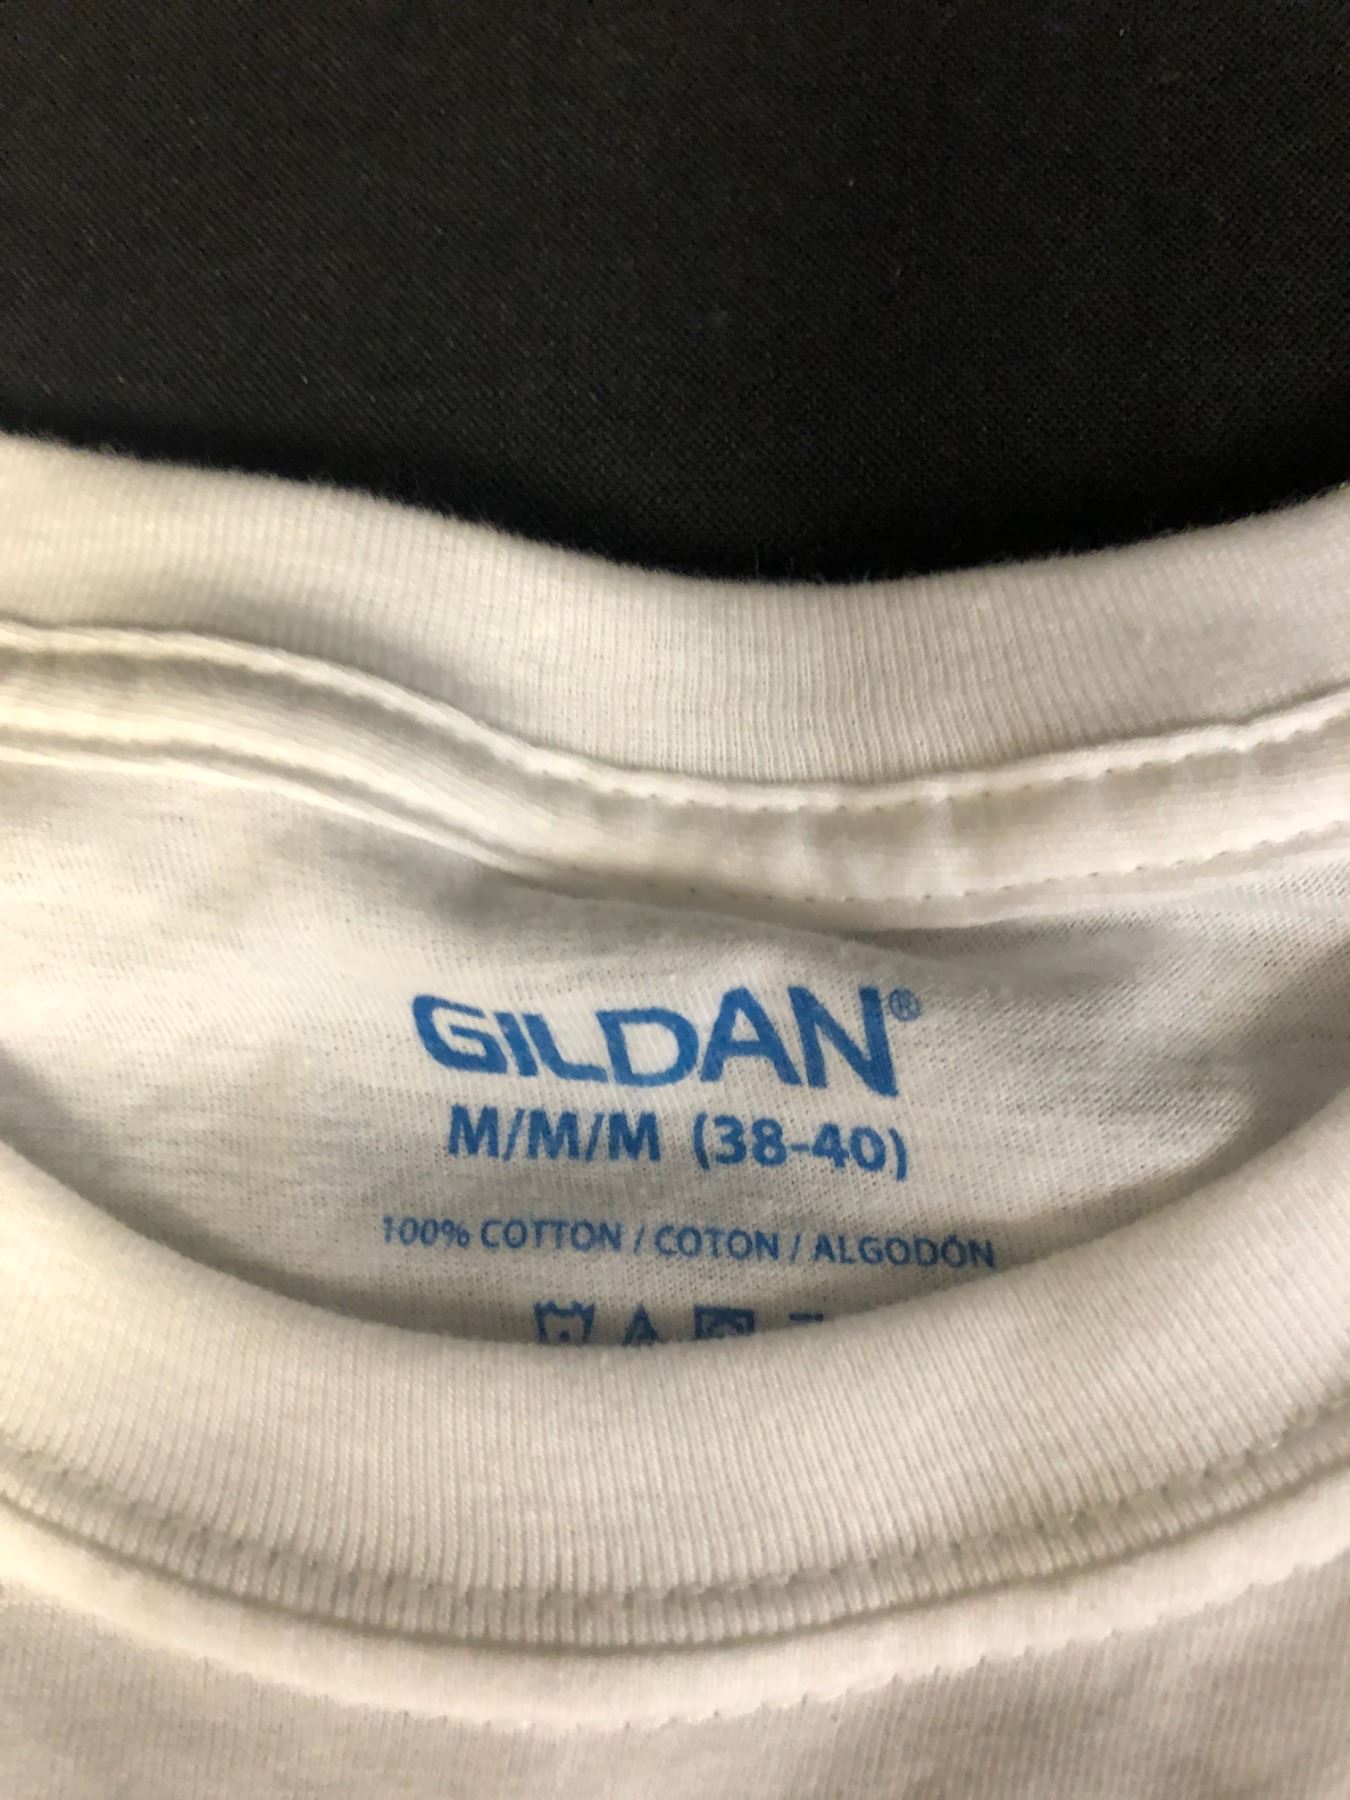 GILDAN®
M/M/M (38-40)
100% COTTON / COTON / ALGODÓN